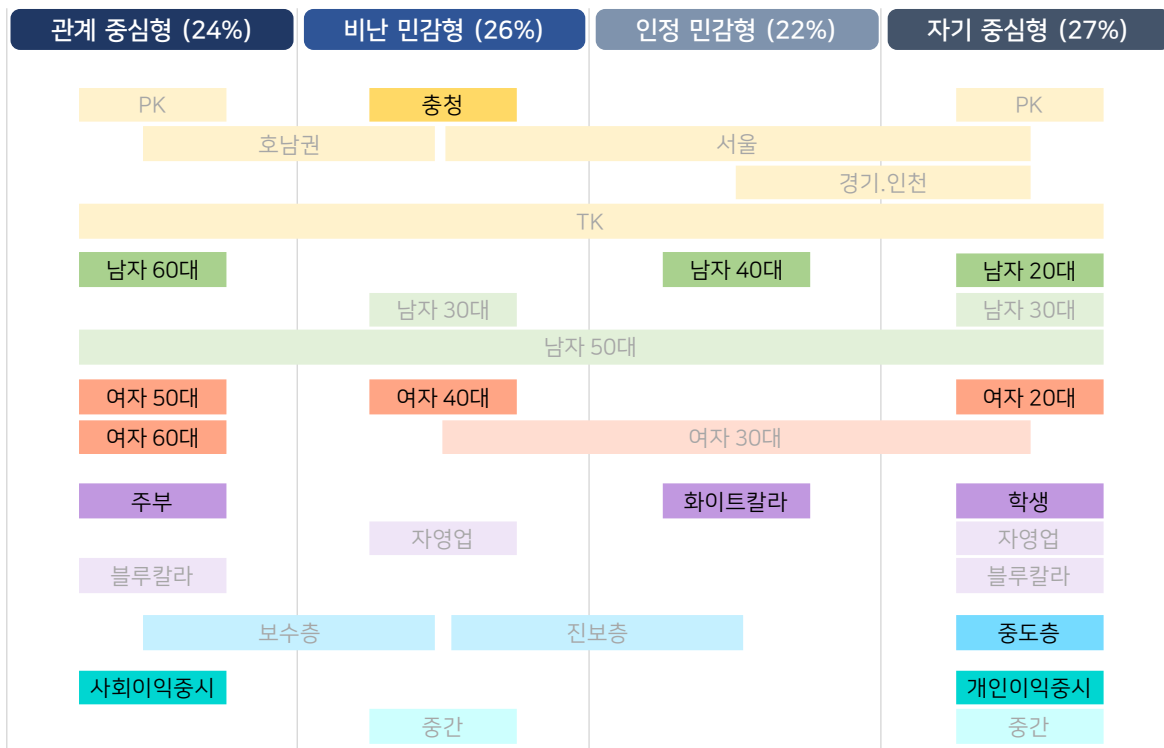 관계 중심형 (24%) 비난 민감형 (26%) 인정 민감형 (22%) 자기 중심형 (27%)
PK 충청 PK
호남권 서울
경기.인천
TK
남자 60대 남자 40대 남자 20대
남자 30대 남자 30대
남자 50대
여자 50대 여자 40대 여자 20대
여자 60대 여자 30대
주부 화이트칼라 학생
자영업 자영업
블루칼라 블루칼라
보수층 진보층 중도층
사회이익중시 개인이익중시
중간 중간